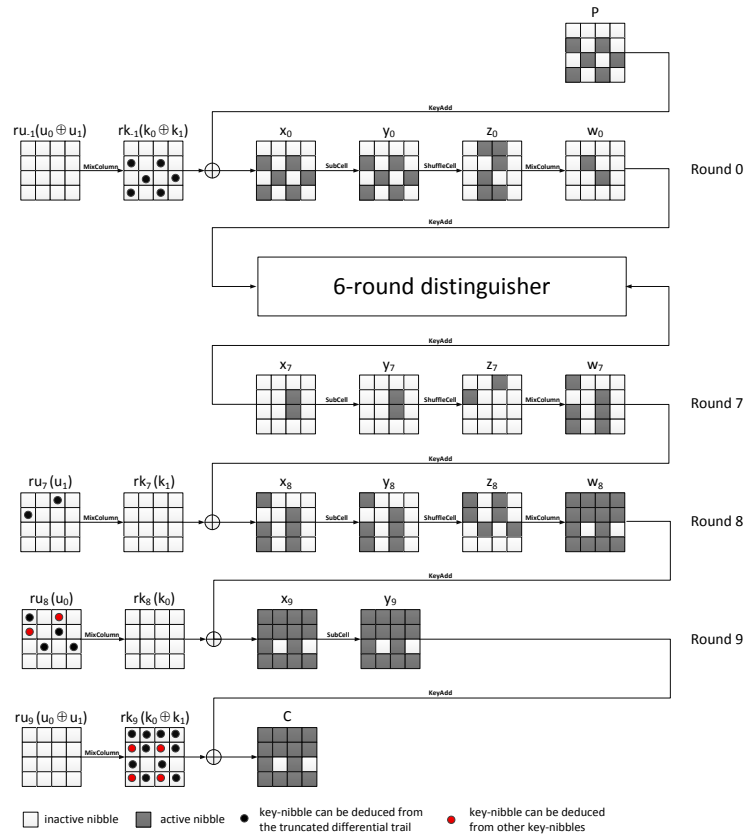 P
KeyAdd
ru₋₁(u₀ ⊕ u₁)
rk₋₁(k₀ ⊕ k₁)
x₀
y₀
z₀
w₀
MixColumn
SubCell
ShuffleCell
MixColumn
Round 0
KeyAdd
6-round distinguisher
KeyAdd
x₇
y₇
z₇
w₇
SubCell
ShuffleCell
MixColumn
Round 7
KeyAdd
ru₇ (u₁)
rk₇ (k₁)
x₈
y₈
z₈
w₈
MixColumn
SubCell
ShuffleCell
MixColumn
Round 8
KeyAdd
ru₈ (u₀)
rk₈ (k₀)
x₉
y₉
MixColumn
SubCell
Round 9
KeyAdd
ru₉ (u₀ ⊕ u₁)
rk₉ (k₀ ⊕ k₁)
C
MixColumn
inactive nibble
active nibble
key-nibble can be deduced from
the truncated differential trail
key-nibble can be deduced
from other key-nibbles